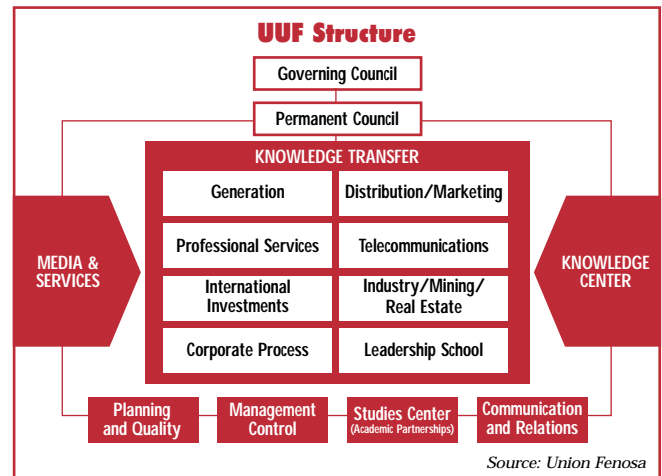 UUF Structure
Governing Council
Permanent Council
KNOWLEDGE TRANSFER
Generation
Distribution/Marketing
Professional Services
Telecommunications
International
Investments
Industry/Mining/
Real Estate
Corporate Process
Leadership School
MEDIA &
SERVICES
KNOWLEDGE
CENTER
Planning
and Quality
Management
Control
Studies Center
(Academic Partnerships)
Communication
and Relations
Source: Union Fenosa